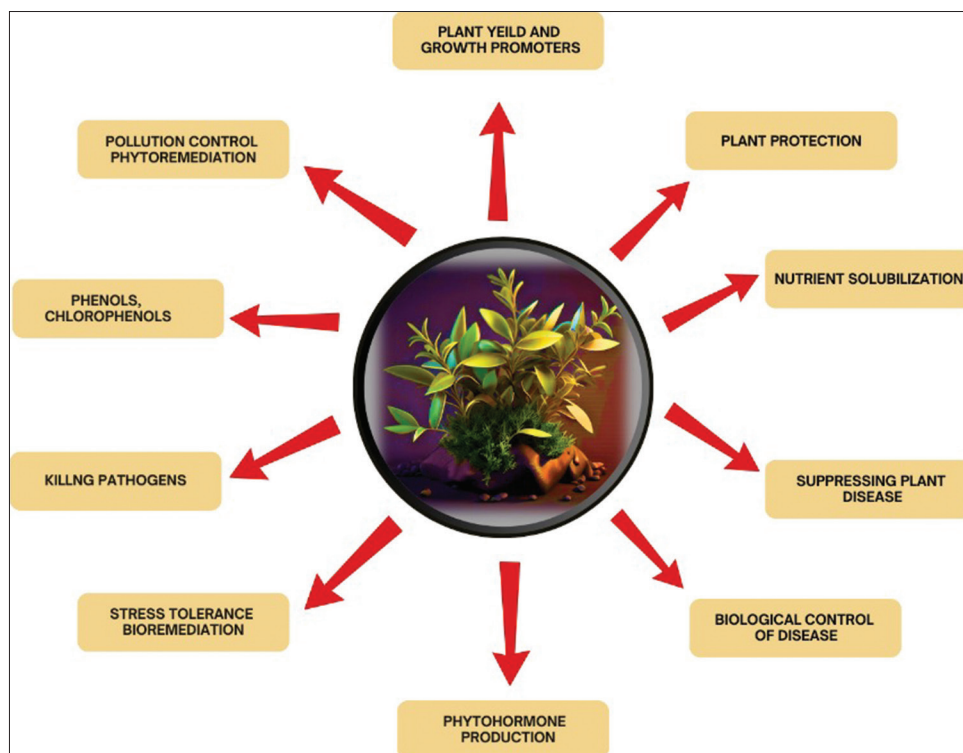 PLANT YEILD AND
GROWTH PROMOTERS
POLLUTION CONTROL
PHYTOREMEDIATION
PLANT PROTECTION
NUTRIENT SOLUBILIZATION
PHENOLS,
CHLOROPHENOLS
KILLNG PATHOGENS
SUPPRESSING PLANT
DISEASE
STRESS TOLERANCE
BIOREMEDIATION
BIOLOGICAL CONTROL
OF DISEASE
PHYTOHORMONE
PRODUCTION